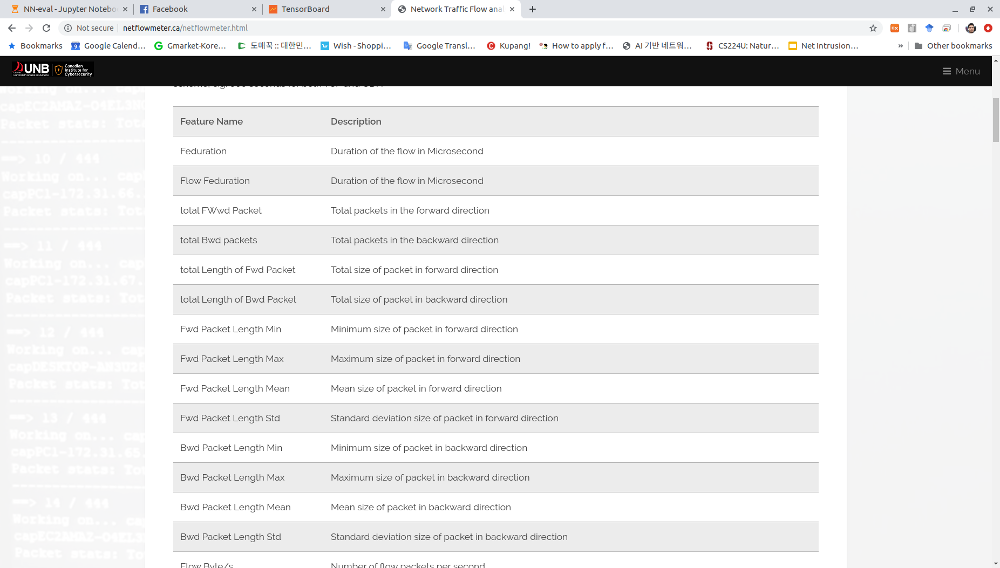 NN-eval - Jupyter Notebo
Facebook
TensorBoard
Network Traffic Flow ana
Not secure
netflowmeter.ca/netflowmeter.html
Bookmarks
Google Calend...
Gmarket-Kore...
도매꾹 :: 대한민...
Wish - Shoppi...
Google Transl...
Kupang!
How to apply f...
AI 기반 네트워...
CS224U: Natur...
Net Intrusion...
»
Other bookmarks
UNB
UNIVERSITY OF NEW BRUNSWICK
Canadian
Institute for
Cybersecurity
Menu
Feature Name Description
Feduration Duration of the flow in Microsecond
Flow Feduration Duration of the flow in Microsecond
total FWwd Packet Total packets in the forward direction
total Bwd packets Total packets in the backward direction
total Length of Fwd Packet Total size of packet in forward direction
total Length of Bwd Packet Total size of packet in backward direction
Fwd Packet Length Min Minimum size of packet in forward direction
Fwd Packet Length Max Maximum size of packet in forward direction
Fwd Packet Length Mean Mean size of packet in forward direction
Fwd Packet Length Std Standard deviation size of packet in forward direction
Bwd Packet Length Min Minimum size of packet in backward direction
Bwd Packet Length Max Maximum size of packet in backward direction
Bwd Packet Length Mean Mean size of packet in backward direction
Bwd Packet Length Std Standard deviation size of packet in backward direction
Flow Byte/s Number of flow packets per second
Working on... cap
capEC2AMAZ-O4EL3N
Packet stats: Tota
==> 10 / 444
Working on... cap
capPC1-172.31.66.
Packet stats: Tot
==> 11 / 444
Working on... cap
capPC1-172.31.67.
Packet stats: Tot
==> 12 / 444
Working on... cap
capDESKTOP-AN3U28
Packet stats: Tot
==> 13 / 444
Working on... cap
capPC1-172.31.65.
Packet stats: Tot
==> 14 / 444
Working on... cap
capEC2AMAZ-O4EL3
Packet stats: To